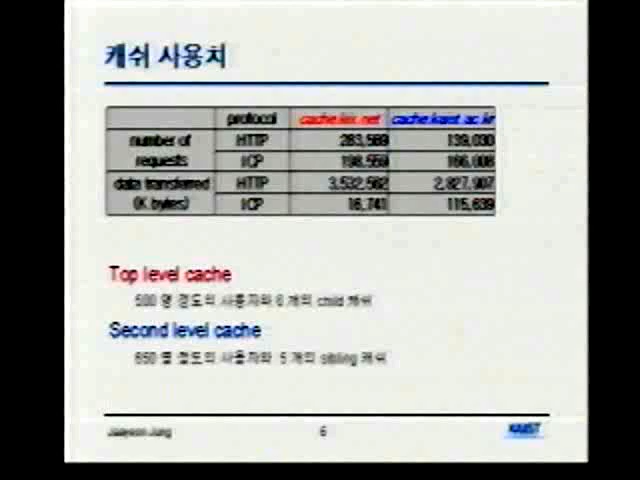 캐쉬 사용치
protocol cache.kix.net cache.kaist.ac.kr
number of requests HTTP 283,569 139,030
ICP 198,559 166,008
data transferred (K bytes) HTTP 3,532,562 2,827,907
ICP 16,741 115,639
Top level cache
500 명 정도의 사용자와 6 개의 child 캐쉬
Second level cache
650 명 정도의 사용자와 5 개의 sibling 캐쉬
Jaeyeon Jung 6 KAIST